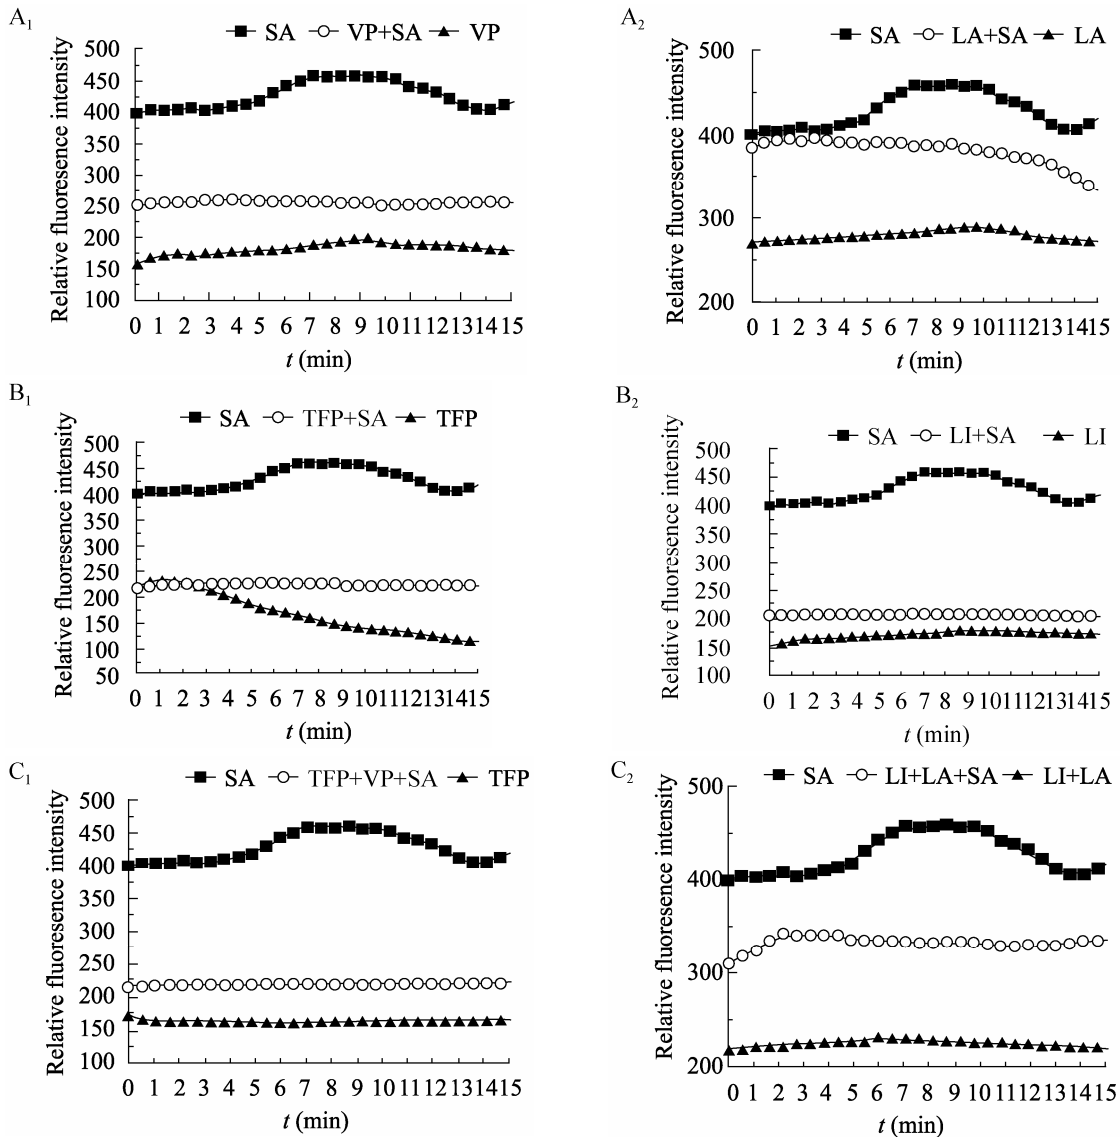 A₁
SA VP+SA VP
Relative fluoresence intensity
500
450
400
350
300
250
200
150
100
0 1 2 3 4 5 6 7 8 9 10 11 12 13 14 15
t (min)
A₂
SA LA+SA LA
Relative fluoresence intensity
500
400
300
200
0 1 2 3 4 5 6 7 8 9 10 11 12 13 14 15
t (min)
B₁
SA TFP+SA TFP
Relative fluoresence intensity
500
450
400
350
300
250
200
150
100
50
0 1 2 3 4 5 6 7 8 9 10 11 12 13 14 15
t (min)
B₂
SA LI+SA LI
Relative fluoresence intensity
500
450
400
350
300
250
200
150
100
0 1 2 3 4 5 6 7 8 9 10 11 12 13 14 15
t (min)
C₁
SA TFP+VP+SA TFP
Relative fluoresence intensity
500
450
400
350
300
250
200
150
100
0 1 2 3 4 5 6 7 8 9 10 11 12 13 14 15
t (min)
C₂
SA LI+LA+SA LI+LA
Relative fluoresence intensity
500
400
300
200
0 1 2 3 4 5 6 7 8 9 10 11 12 13 14 15
t (min)